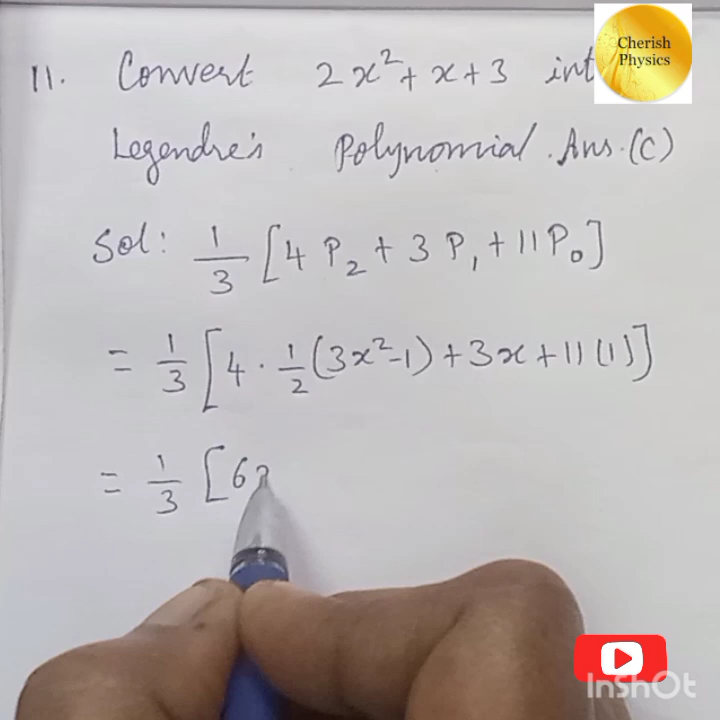 Cherish
Physics
11. Convert 2x²+x+3 int
Legendre's Polynomial. Ans. (C)
Sol: 1/3 [4 P₂ + 3 P₁ + 11 P₀]
= 1/3 [4 · 1/2 (3x²-1) + 3x + 11 (1)]
= 1/3 [6
InShOt